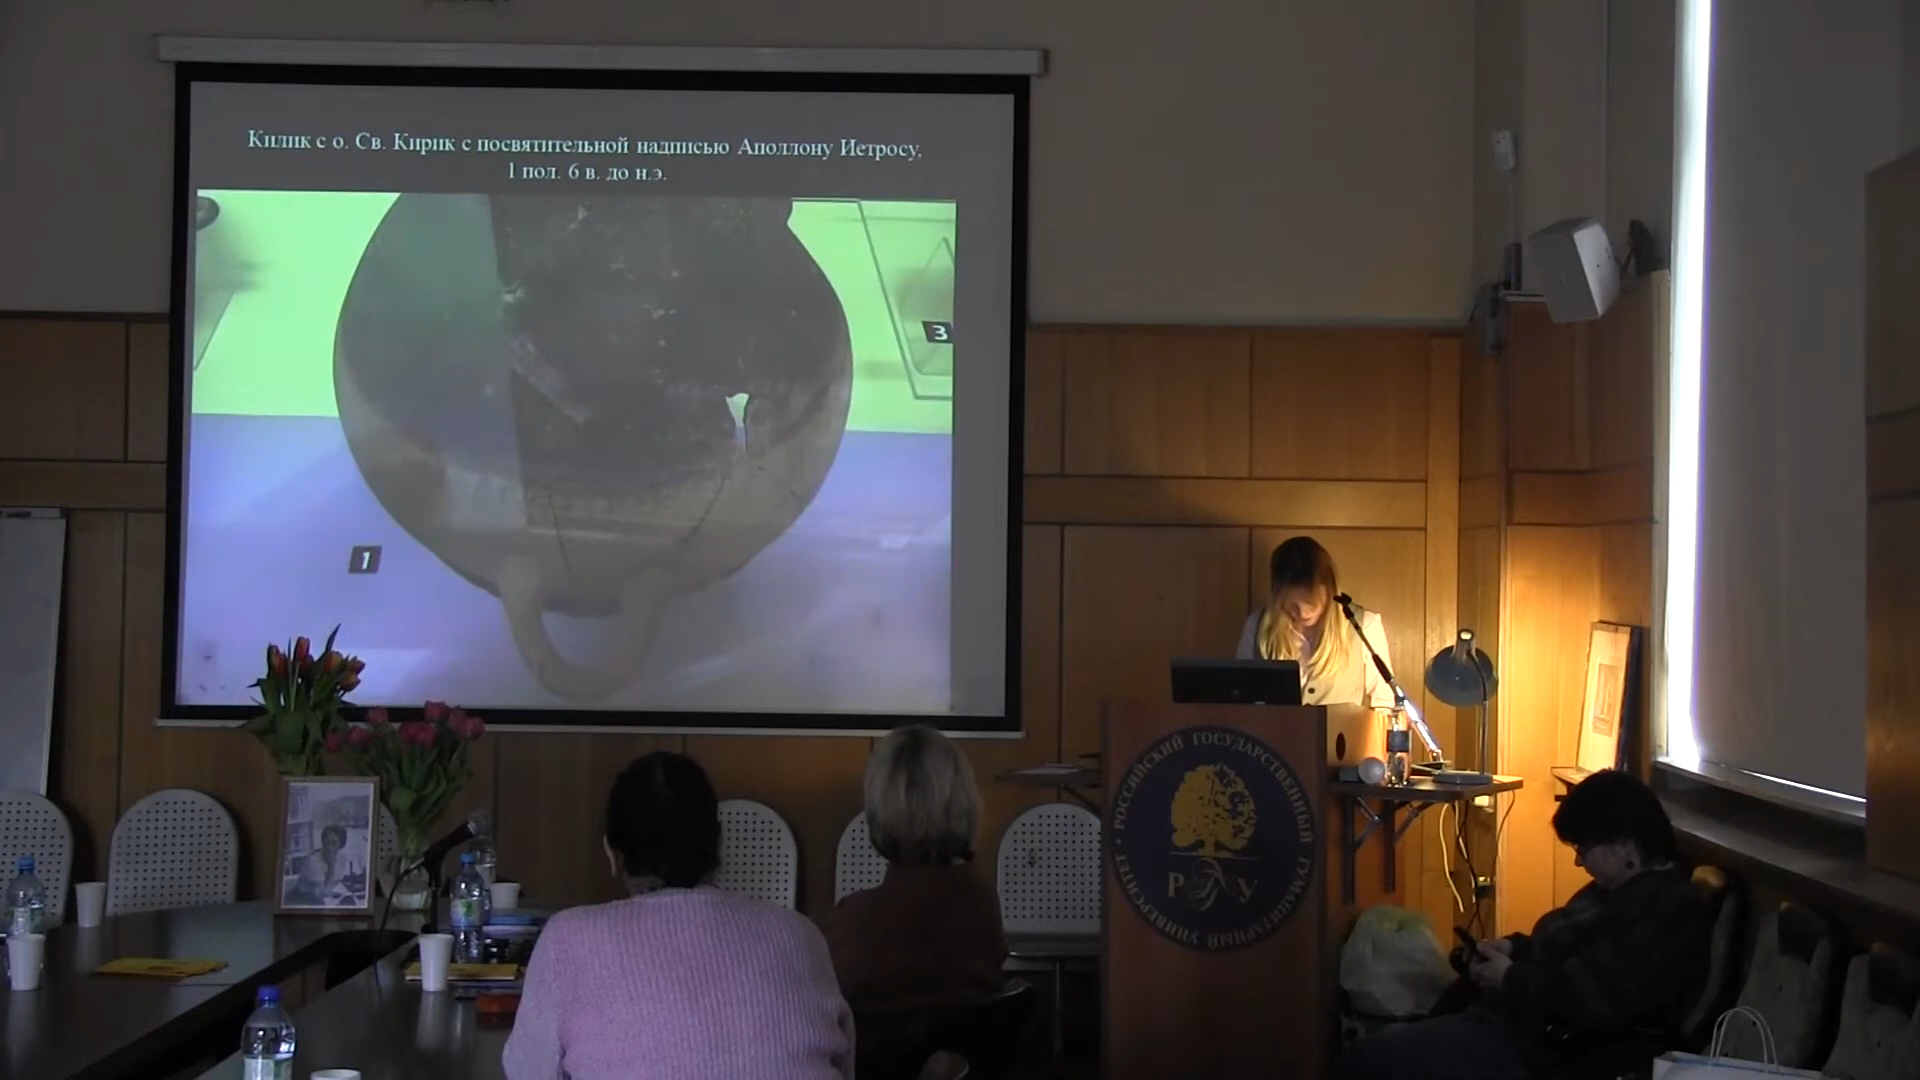 Килик с о. Св. Кирик с посвятительной надписью Аполлону Иетросу,
1 пол. 6 в. до н.э.
3
1
РОССИЙСКИЙ ГОСУДАРСТВЕННЫЙ ГУМАНИТАРНЫЙ УНИВЕРСИТЕТ
РГГУ